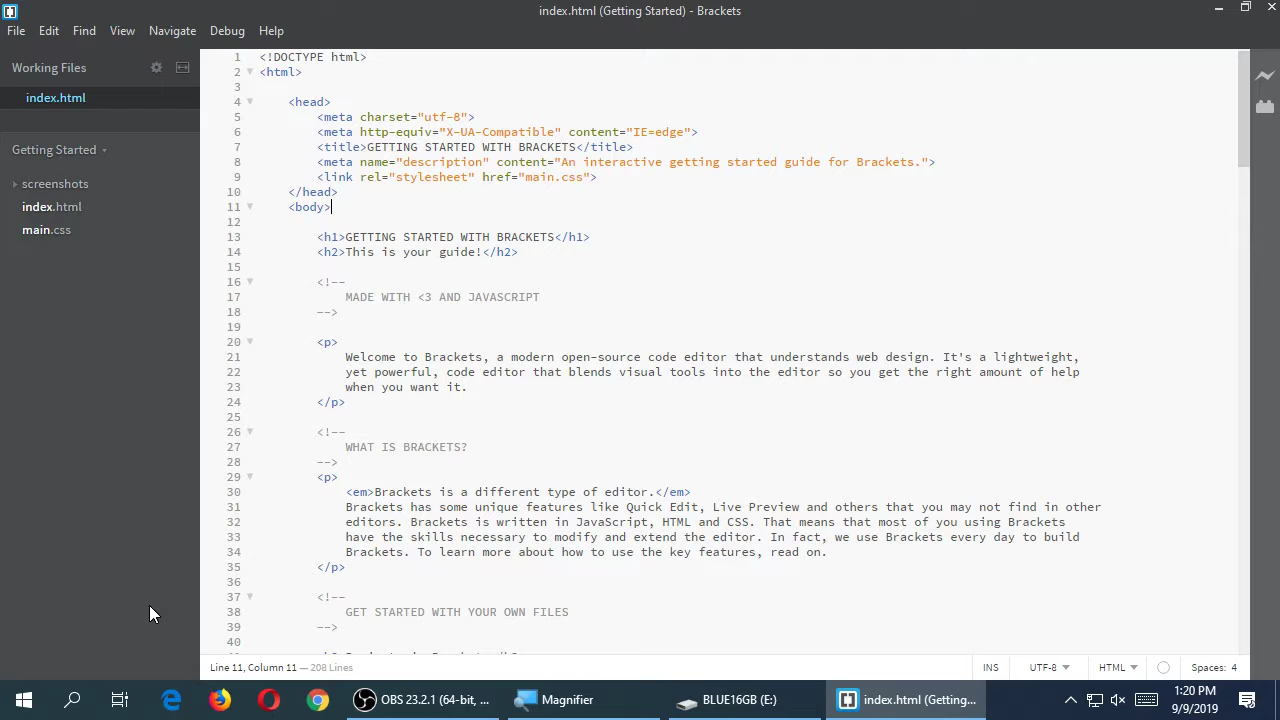 index.html (Getting Started) - Brackets
File Edit Find View Navigate Debug Help
Working Files
index.html
Getting Started
screenshots
index.html
main.css
1 <!DOCTYPE html>
2 <html>
3
4 <head>
5 <meta charset="utf-8">
6 <meta http-equiv="X-UA-Compatible" content="IE=edge">
7 <title>GETTING STARTED WITH BRACKETS</title>
8 <meta name="description" content="An interactive getting started guide for Brackets.">
9 <link rel="stylesheet" href="main.css">
10 </head>
11 <body>
12
13 <h1>GETTING STARTED WITH BRACKETS</h1>
14 <h2>This is your guide!</h2>
15
16 <!--
17 MADE WITH <3 AND JAVASCRIPT
18 -->
19
20 <p>
21 Welcome to Brackets, a modern open-source code editor that understands web design. It's a lightweight,
22 yet powerful, code editor that blends visual tools into the editor so you get the right amount of help
23 when you want it.
24 </p>
25
26 <!--
27 WHAT IS BRACKETS?
28 -->
29 <p>
30 <em>Brackets is a different type of editor.</em>
31 Brackets has some unique features like Quick Edit, Live Preview and others that you may not find in other
32 editors. Brackets is written in JavaScript, HTML and CSS. That means that most of you using Brackets
33 have the skills necessary to modify and extend the editor. In fact, we use Brackets every day to build
34 Brackets. To learn more about how to use the key features, read on.
35 </p>
36
37 <!--
38 GET STARTED WITH YOUR OWN FILES
39 -->
40
Line 11, Column 11 — 208 Lines
INS UTF-8 HTML Spaces: 4
OBS 23.2.1 (64-bit, ...
Magnifier
BLUE16GB (E:)
index.html (Getting...
1:20 PM
9/9/2019